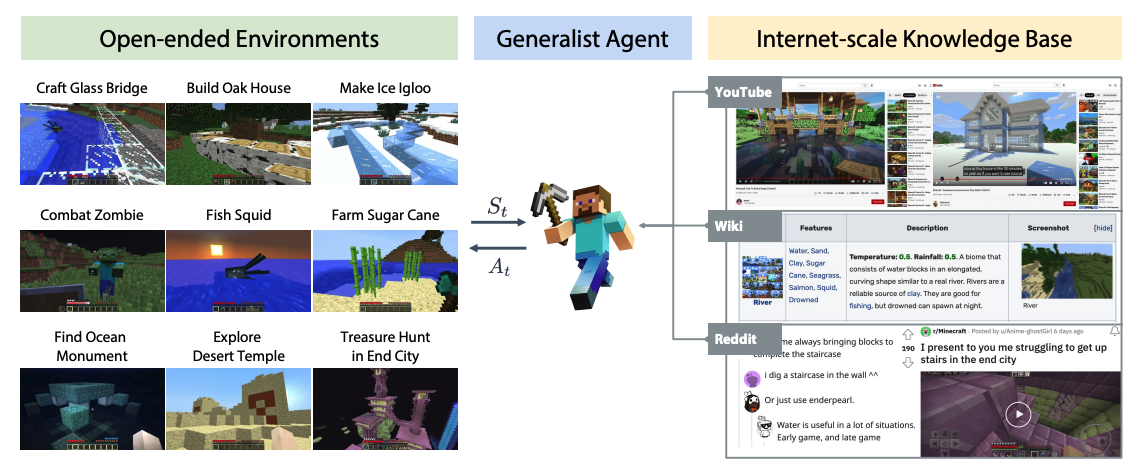 Open-ended Environments
Generalist Agent
Internet-scale Knowledge Base
Craft Glass Bridge
Build Oak House
Make Ice Igloo
Combat Zombie
Fish Squid
Farm Sugar Cane
Find Ocean
Monument
Explore
Desert Temple
Treasure Hunt
in End City
St
At
YouTube
Wiki
Features
Description
Screenshot
[hide]
River
Water, Sand,
Clay, Sugar
Cane, Seagrass,
Salmon, Squid,
Drowned
Temperature: 0.5. Rainfall: 0.5. A biome that
consists of water blocks in an elongated,
curving shape similar to a real river. Rivers are a
reliable source of clay. They are good for
fishing, but drowned can spawn at night.
River
Reddit
me always bringing blocks to
complete the staircase
i dig a staircase in the wall ^^
Or just use enderpearl.
Water is useful in a lot of situations.
Early game, and late game
190
r/Minecraft · Posted by u/Anime-ghostGirl 6 days ago
I present to you me struggling to get up
stairs in the end city